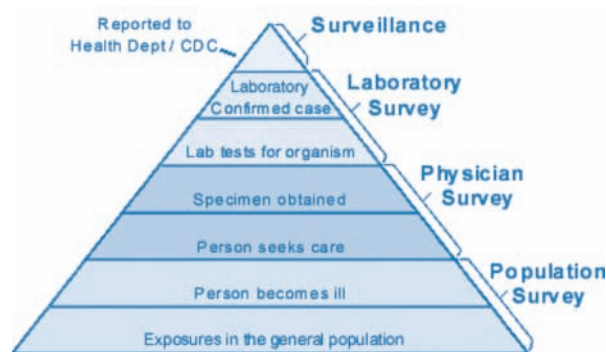 Reported to
Health Dept / CDC
Surveillance
Laboratory
Confirmed case
Laboratory
Survey
Lab tests for organism
Specimen obtained
Physician
Survey
Person seeks care
Person becomes ill
Population
Survey
Exposures in the general population